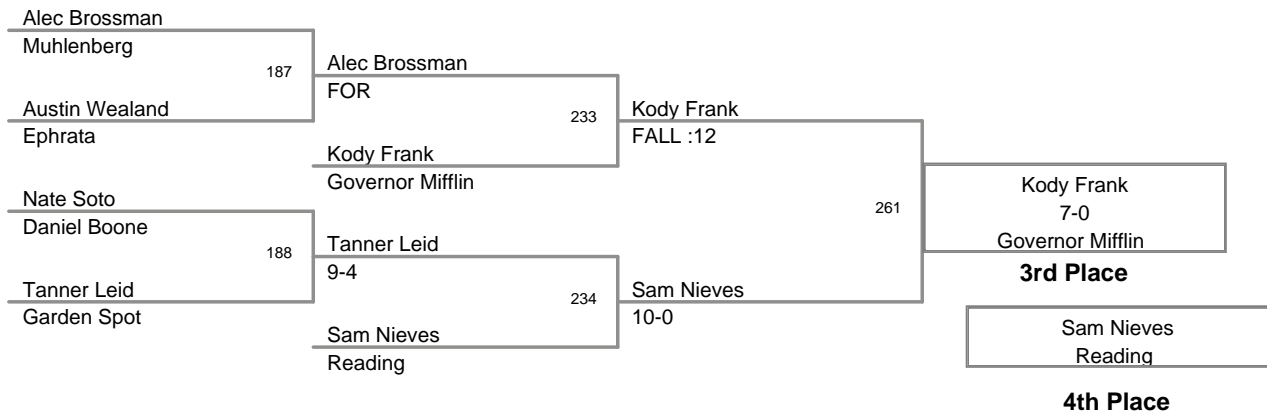 Alec Brossman
Muhlenberg
187
Alec Brossman
FOR
Austin Wealand
Ephrata
233
Kody Frank
FALL :12
Kody Frank
Governor Mifflin
Nate Soto
Daniel Boone
188
Tanner Leid
9-4
Tanner Leid
Garden Spot
234
Sam Nieves
10-0
Sam Nieves
Reading
261
Kody Frank
7-0
Governor Mifflin
3rd Place
Sam Nieves
Reading
4th Place